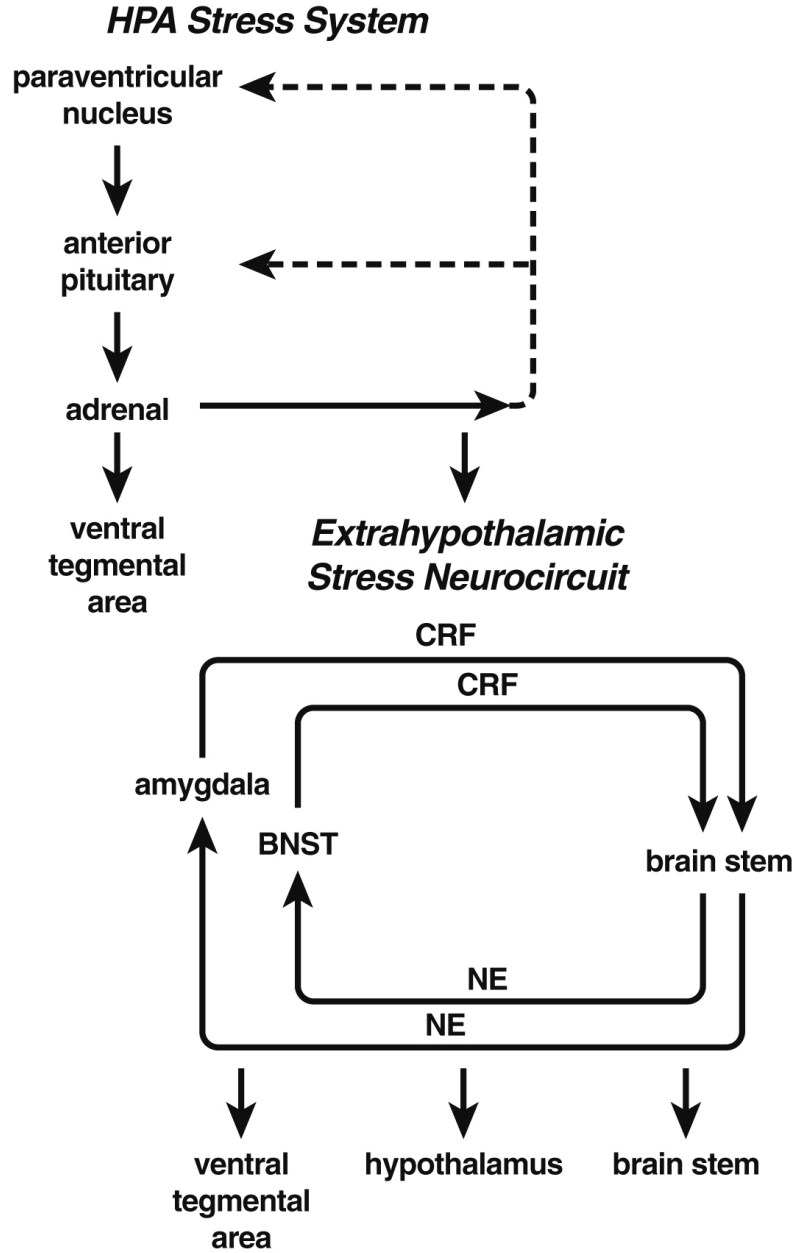 HPA Stress System
paraventricular
nucleus
anterior
pituitary
adrenal
ventral
tegmental
area
Extrahypothalamic
Stress Neurocircuit
CRF
CRF
amygdala
BNST
brain stem
NE
NE
ventral
tegmental
area
hypothalamus
brain stem